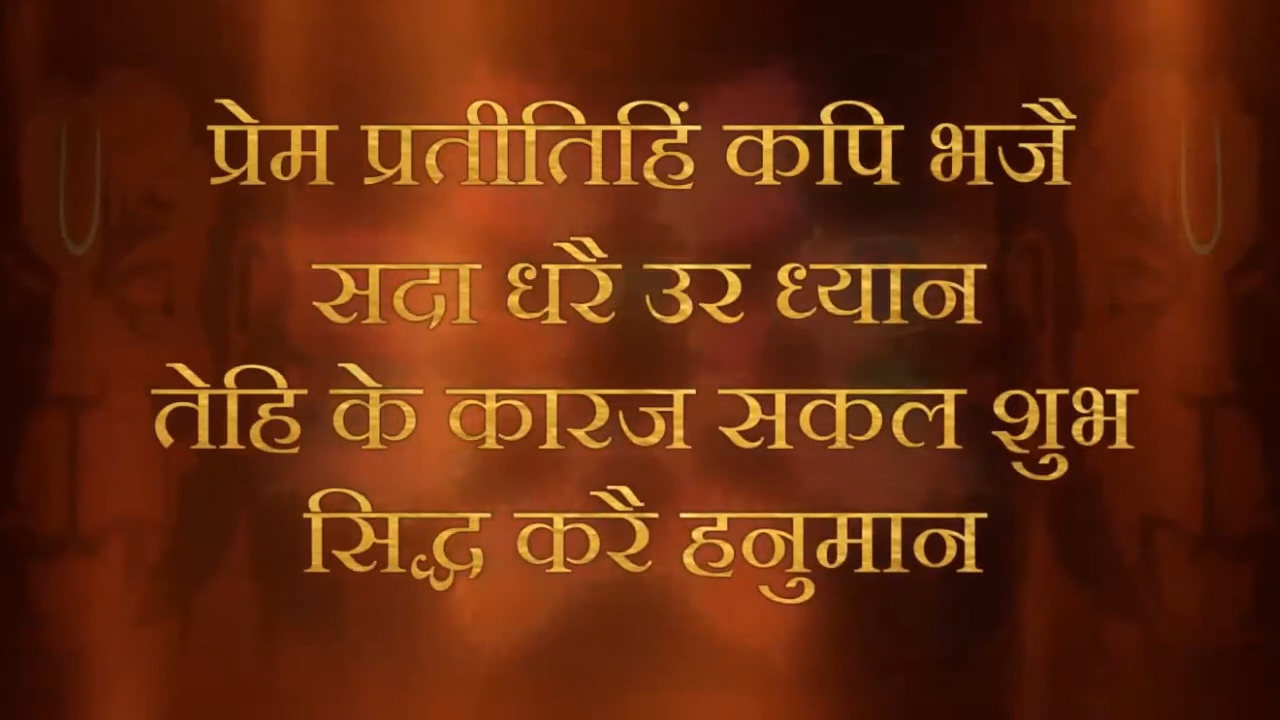 प्रेम प्रतीतिहिं कपि भजै
सदा धरै उर ध्यान
तेहि के कारज सकल शुभ
सिद्ध करै हनुमान